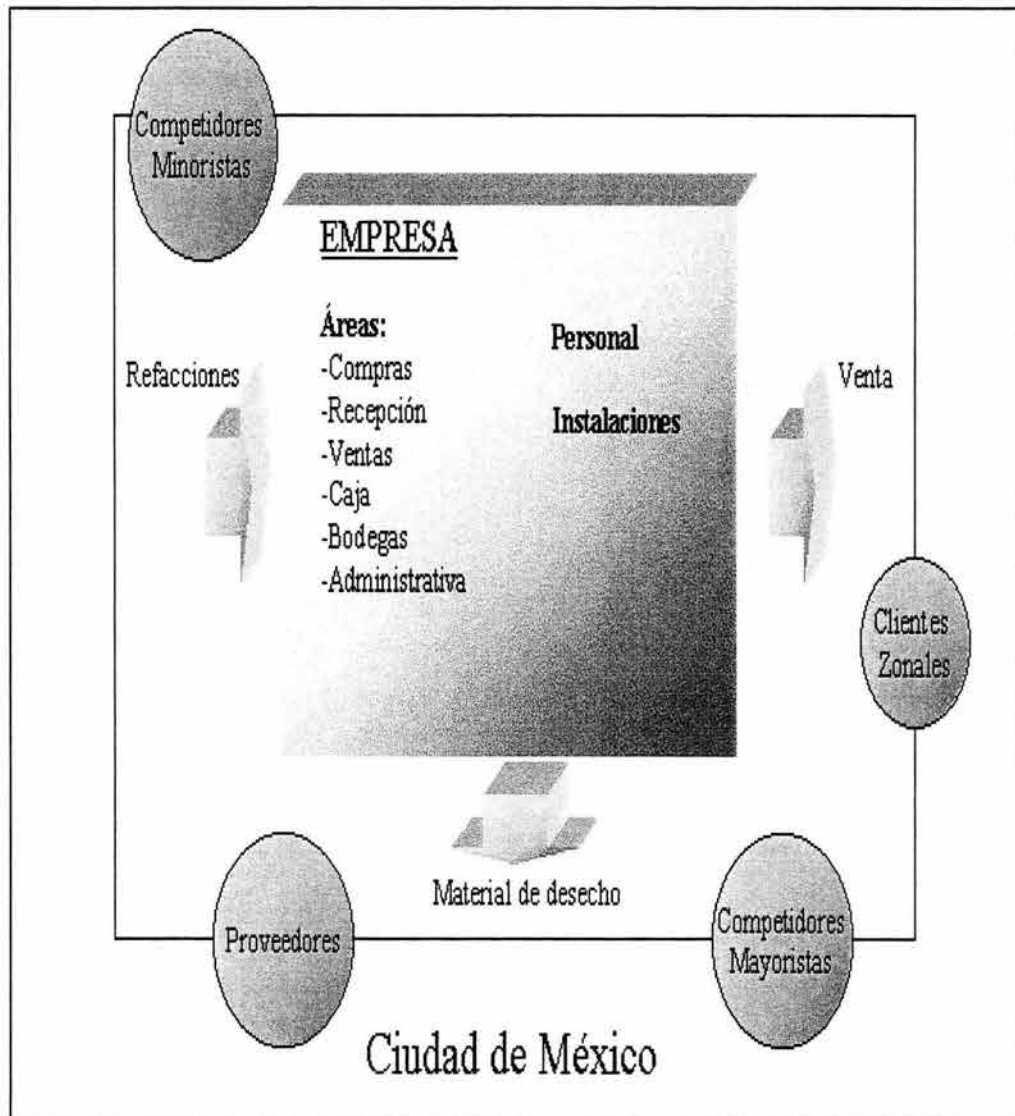 Competidores
Minoristas
EMPRESA
Áreas:
-Compras
-Recepción
-Ventas
-Caja
-Bodegas
-Administrativa
Personal
Instalaciones
Refacciones
Venta
Clientes
Zonales
Material de desecho
Proveedores
Competidores
Mayoristas
Ciudad de México